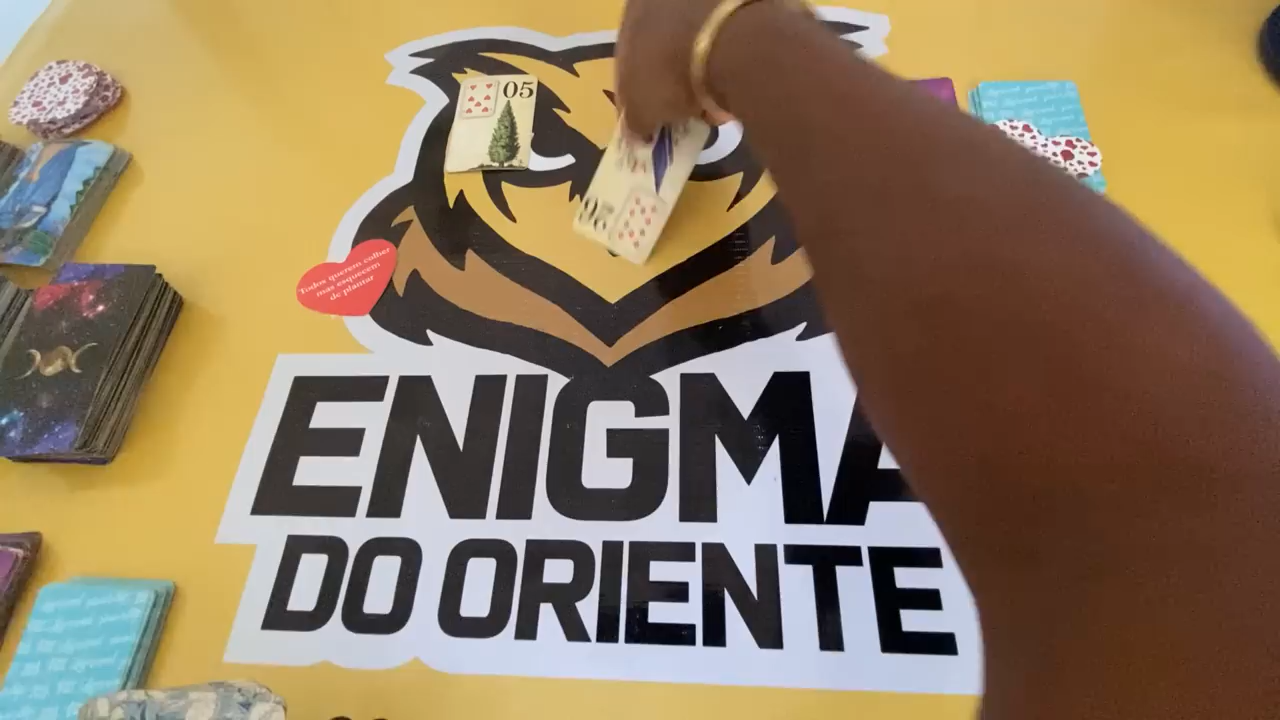 05
Todos querem colher
mas esquecem
de plantar
ENIGMA
DO ORIENTE